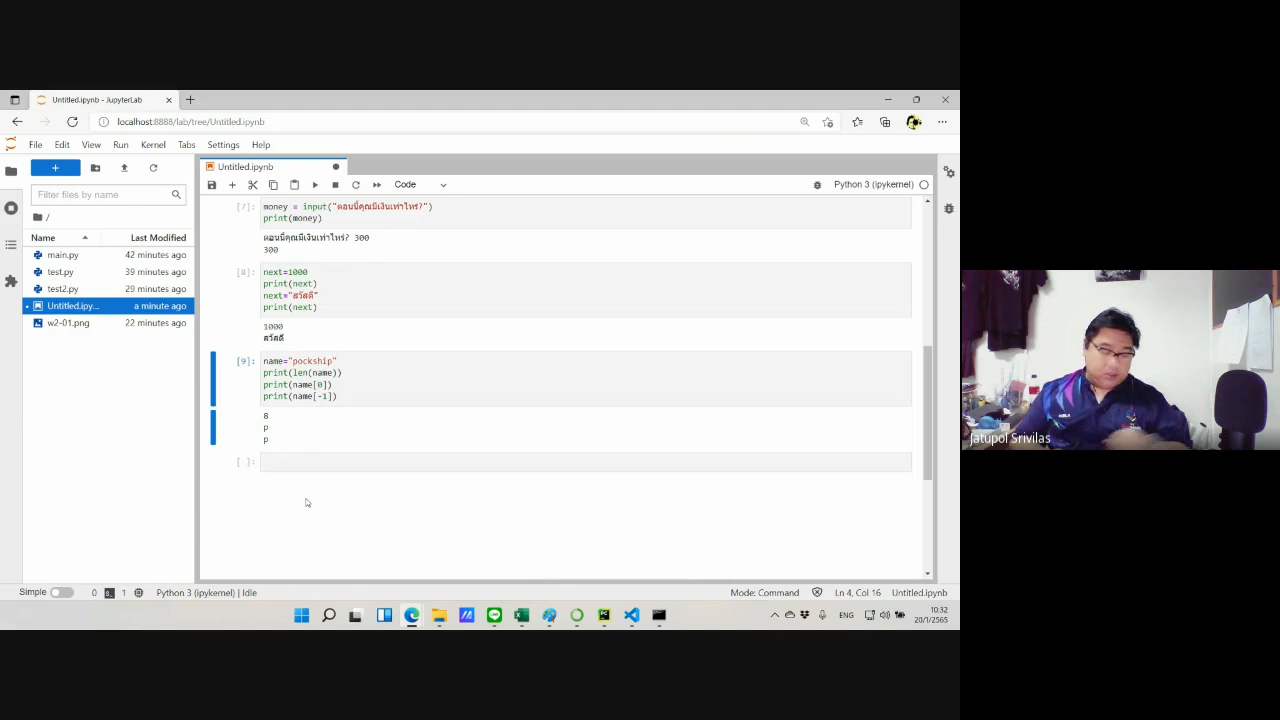 Untitled.ipynb - JupyterLab
localhost:8888/lab/tree/Untitled.ipynb
File Edit View Run Kernel Tabs Settings Help
Untitled.ipynb
Filter files by name
Code
Python 3 (ipykernel)
/
Name Last Modified
main.py 42 minutes ago
test.py 39 minutes ago
test2.py 29 minutes ago
Untitled.ipy... a minute ago
w2-01.png 22 minutes ago
[7]: money = input("ตอนนี้คุณมีเงินเท่าไหร่?")
print(money)
ตอนนี้คุณมีเงินเท่าไหร่? 300
300
[8]: next=1000
print(next)
next="สวัสดี"
print(next)
1000
สวัสดี
[9]: name="pockship"
print(len(name))
print(name[0])
print(name[-1])
8
p
p
[ ]:
Jatupol Srivilas
Simple 0 1 Python 3 (ipykernel) | Idle Mode: Command Ln 4, Col 16 Untitled.ipynb
ENG
10:32
20/1/2565